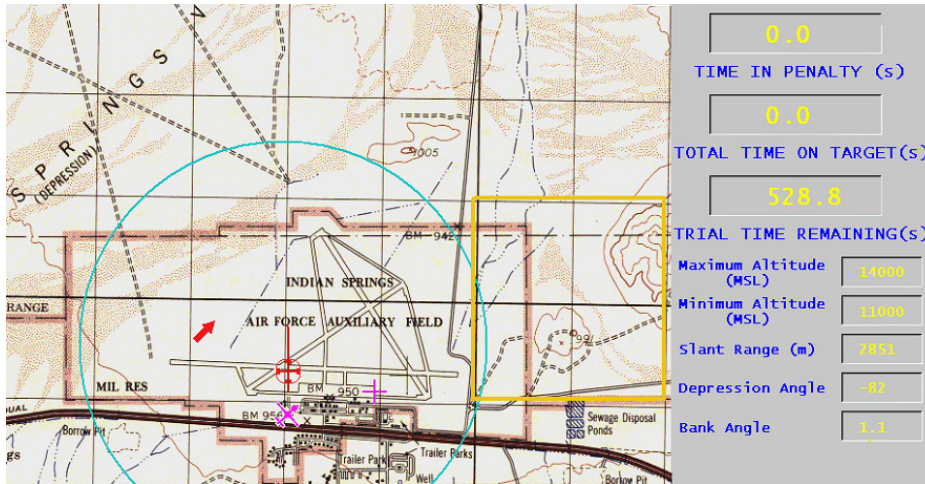 S P R I N G S V
(DEPRESSION)
1005
BM 942
INDIAN SPRINGS
RANGE
AIR FORCE AUXILIARY FIELD
991
MIL RES
BM 950
BM 956
Borrow Pit
Sewage Disposal
Ponds
Trailer Park
Trailer Parks
Well
Borrow Pit
0.0
TIME IN PENALTY (s)
0.0
TOTAL TIME ON TARGET(s)
528.8
TRIAL TIME REMAINING(s)
Maximum Altitude
(MSL)
14000
Minimum Altitude
(MSL)
11000
Slant Range (m)
2851
Depression Angle
-82
Bank Angle
1.1